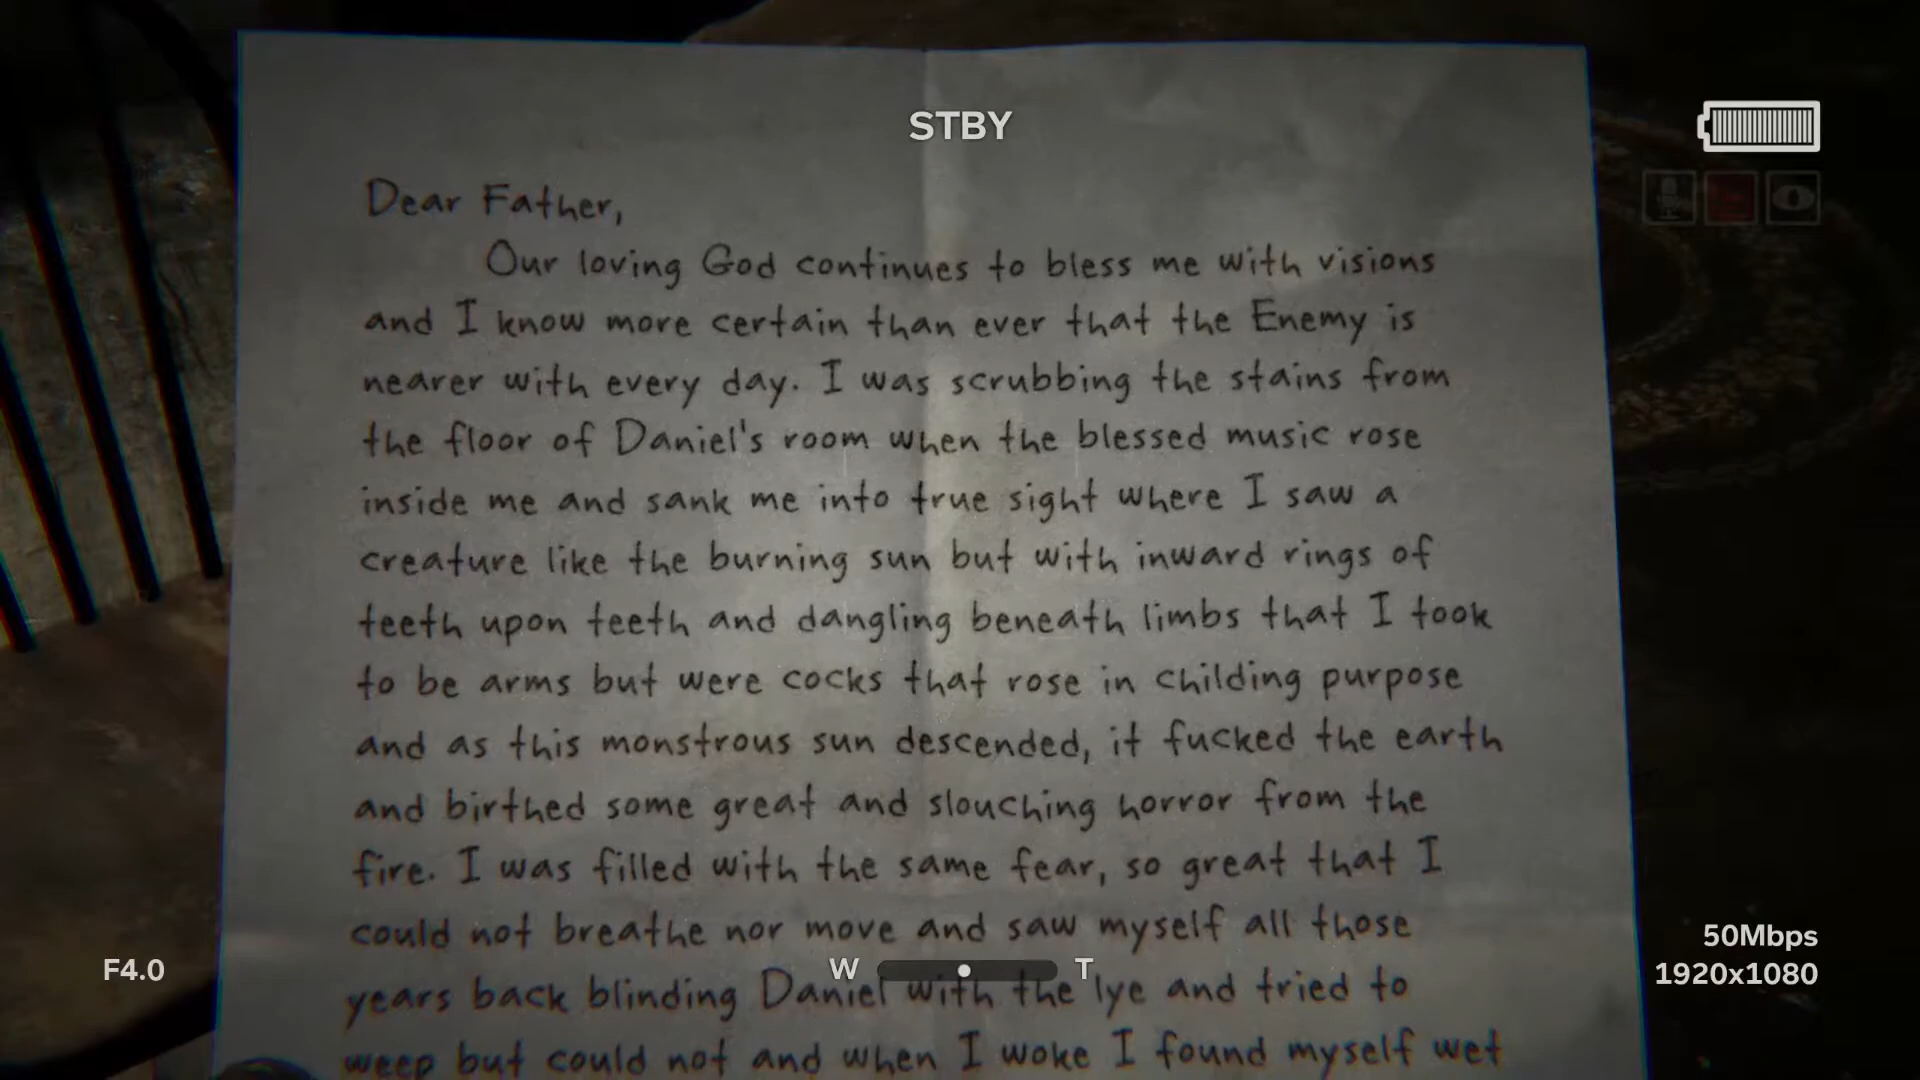 STBY
Dear Father,
Our loving God continues to bless me with visions
and I know more certain than ever that the Enemy is
nearer with every day. I was scrubbing the stains from
the floor of Daniel's room when the blessed music rose
inside me and sank me into true sight where I saw a
creature like the burning sun but with inward rings of
teeth upon teeth and dangling beneath limbs that I took
to be arms but were cocks that rose in childing purpose
and as this monstrous sun descended, it fucked the earth
and birthed some great and slouching horror from the
fire. I was filled with the same fear, so great that I
could not breathe nor move and saw myself all those
years back blinding Daniel with the lye and tried to
weep but could not and when I woke I found myself wet
F4.0
W T
50Mbps
1920x1080